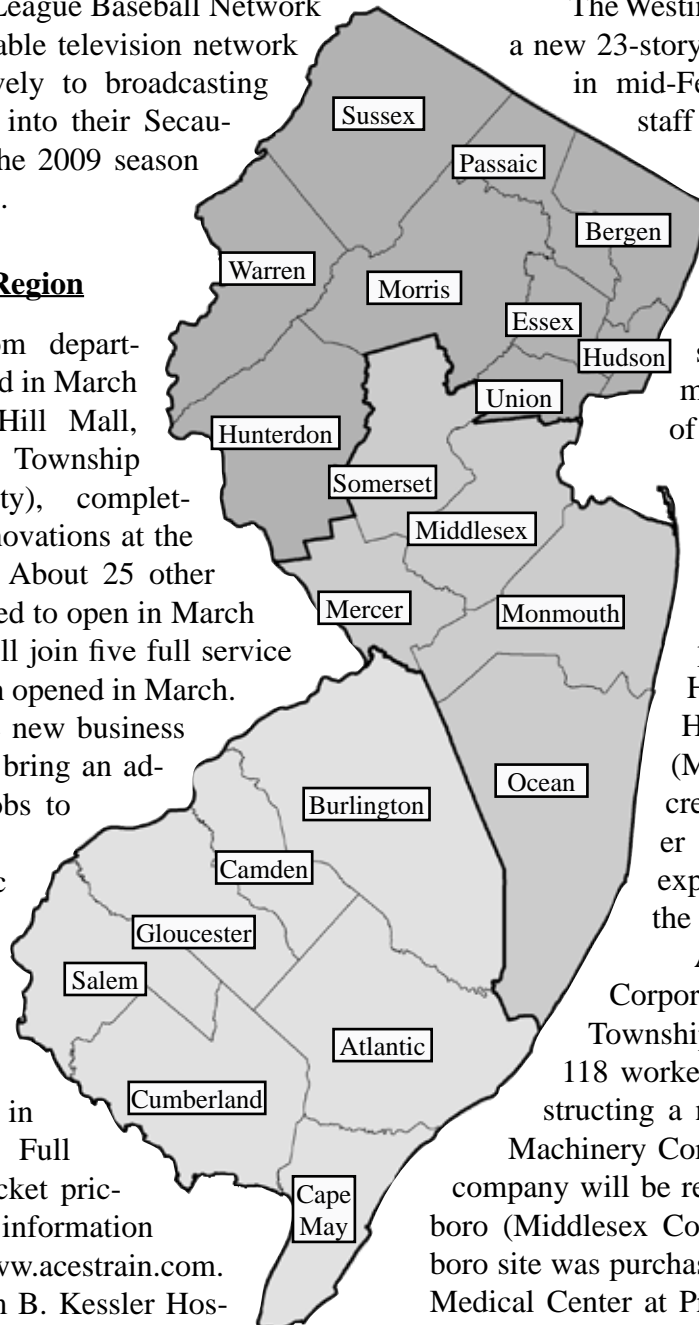 League Baseball Network
able television network
vely to broadcasting
into their Secau-
he 2009 season
.
Region
om depart-
d in March
Hill Mall,
Township
ty), complet-
novations at the
About 25 other
ed to open in March
ll join five full service
n opened in March.
new business
bring an ad-
obs to
c
in
Full
cket pric-
information
ww.acestrain.com.
n B. Kessler Hos-
Sussex
Passaic
Bergen
Warren
Morris
Essex
Hudson
Union
Hunterdon
Somerset
Middlesex
Mercer
Monmouth
Ocean
Burlington
Camden
Gloucester
Salem
Atlantic
Cumberland
Cape
May
The Westin
a new 23-story
in mid-Fe
staff
s
m
of
H
H
(M
cre
er
exp
the
A
Corpor
Township
118 worke
structing a n
Machinery Cor
company will be re
boro (Middlesex Co
boro site was purchas
Medical Center at Pr